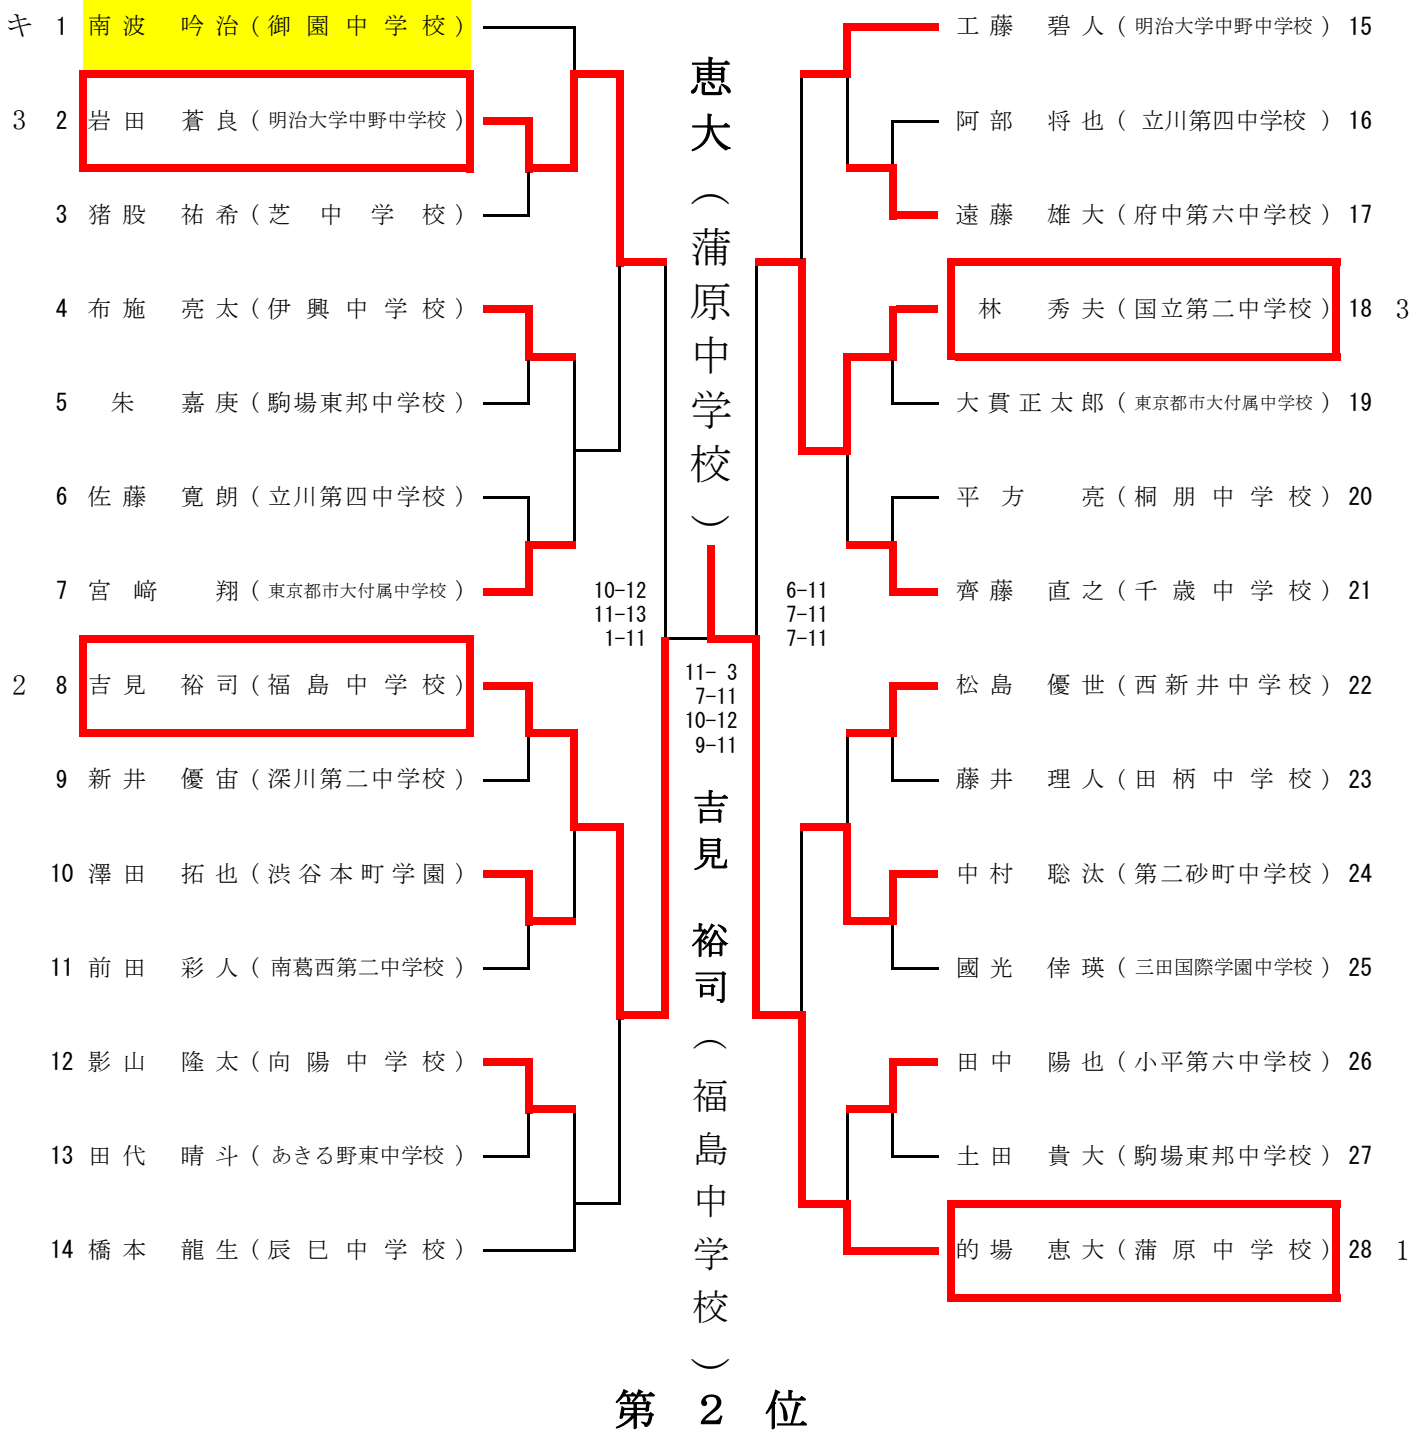 キ 1 南波 吟治(御園中学校)
3 2 岩田 蒼良(明治大学中野中学校)
3 猪股 祐希(芝中学校)
4 布施 亮太(伊興中学校)
5 朱 嘉庚(駒場東邦中学校)
6 佐藤 寛朗(立川第四中学校)
7 宮﨑 翔(東京都市大付属中学校)
2 8 吉見 裕司(福島中学校)
9 新井 優宙(深川第二中学校)
10 澤田 拓也(渋谷本町学園)
11 前田 彩人(南葛西第二中学校)
12 影山 隆太(向陽中学校)
13 田代 晴斗(あきる野東中学校)
14 橋本 龍生(辰巳中学校)
恵大(蒲原中学校)
10-12
11-13
1-11
11- 3
7-11
10-12
9-11
6-11
7-11
7-11
吉見 裕司(福島中学校)
第2位
工藤 碧人(明治大学中野中学校) 15
阿部 将也(立川第四中学校) 16
遠藤 雄大(府中第六中学校) 17
林 秀夫(国立第二中学校) 18 3
大貫正太郎(東京都市大付属中学校) 19
平方 亮(桐朋中学校) 20
齊藤 直之(千歳中学校) 21
松島 優世(西新井中学校) 22
藤井 理人(田柄中学校) 23
中村 聡汰(第二砂町中学校) 24
國光 倖瑛(三田国際学園中学校) 25
田中 陽也(小平第六中学校) 26
土田 貴大(駒場東邦中学校) 27
的場 恵大(蒲原中学校) 28 1